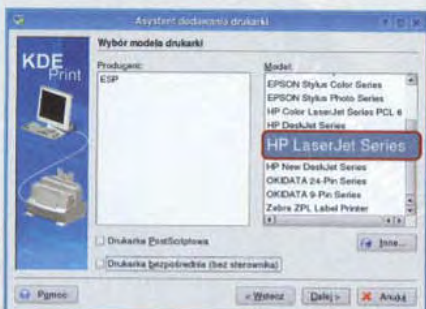 Asystent dodawania drukarki
Wybór modelu drukarki
KDE
Print
Producent:
ESP
Model:
EPSON Stylus Color Series
EPSON Stylus Photo Series
HP Color LaserJet Series PCL 6
HP DeskJet Series
HP LaserJet Series
HP New DeskJet Series
OKIDATA 24-Pin Series
OKIDATA 9-Pin Series
Zebra ZPL Label Printer
Drukarka PostScriptowa
Inne...
Drukarka bezpośrednia (bez sterownika)
Pomoc
« Wstecz
Dalej »
Anuluj